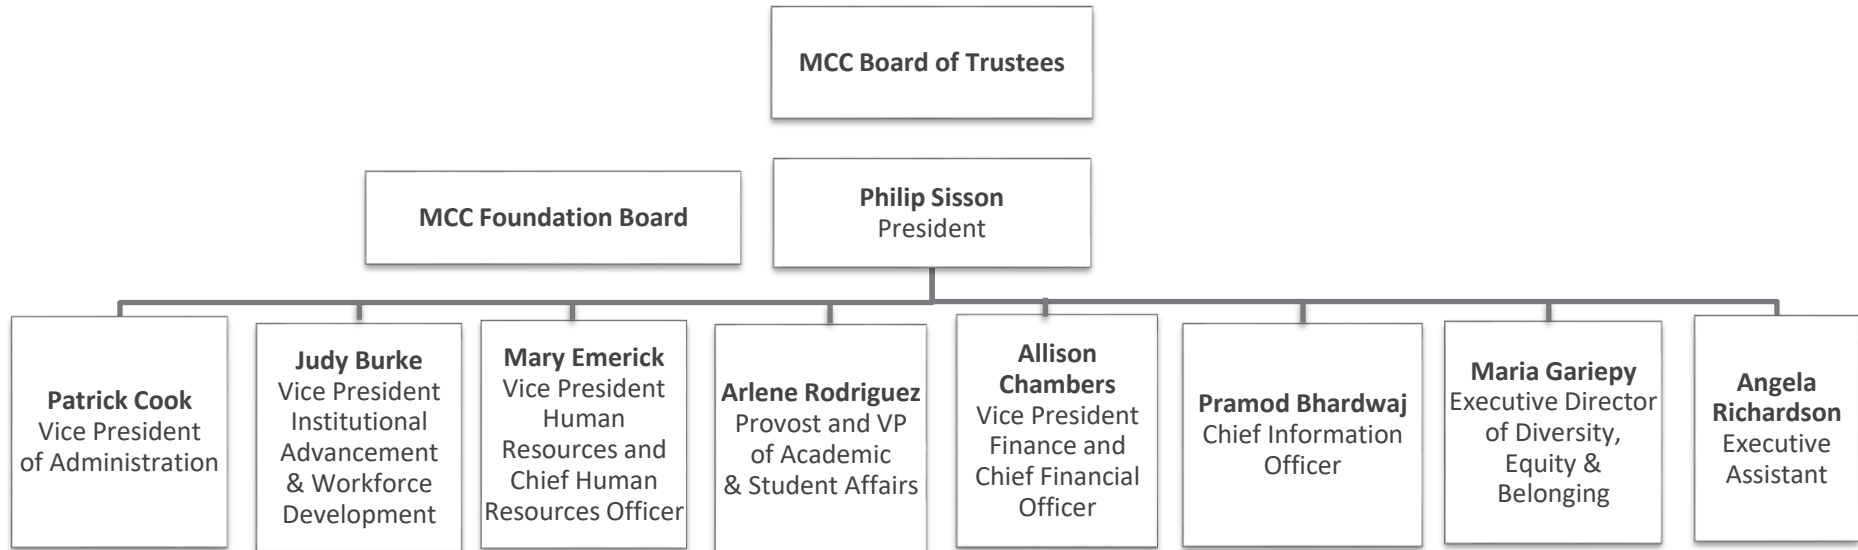 MCC Board of Trustees
MCC Foundation Board
Philip Sisson
President
Patrick Cook
Vice President
of Administration
Judy Burke
Vice President
Institutional
Advancement
& Workforce
Development
Mary Emerick
Vice President
Human
Resources and
Chief Human
Resources Officer
Arlene Rodriguez
Provost and VP
of Academic
& Student Affairs
Allison
Chambers
Vice President
Finance and
Chief Financial
Officer
Pramod Bhardwaj
Chief Information
Officer
Maria Gariepy
Executive Director
of Diversity,
Equity &
Belonging
Angela
Richardson
Executive
Assistant